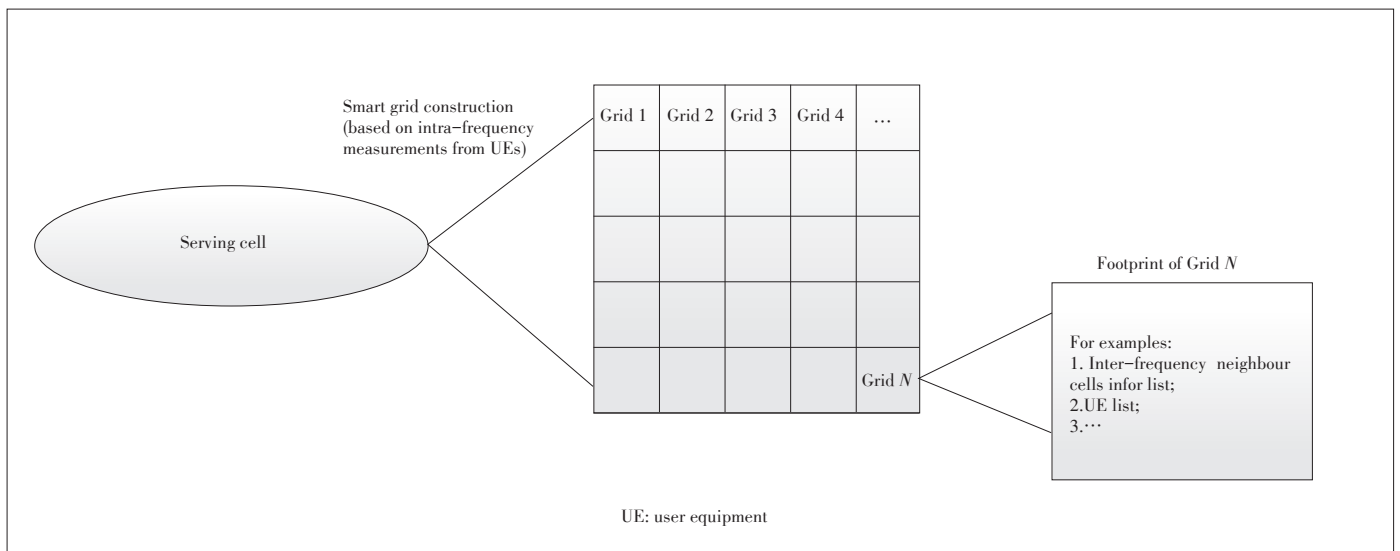 Smart grid construction
(based on intra-frequency
measurements from UEs)
Serving cell
Grid 1 Grid 2 Grid 3 Grid 4 ...
Grid N
Footprint of Grid N
For examples:
1. Inter-frequency neighbour
cells infor list;
2.UE list;
3.···
UE: user equipment